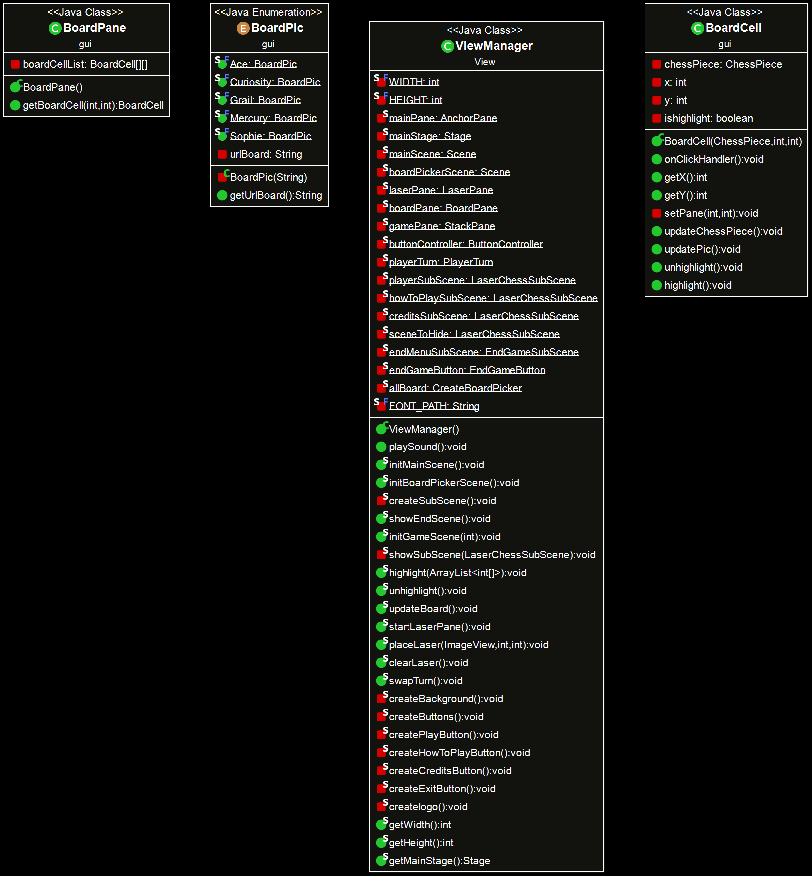 <<Java Class>>
BoardPane
gui
boardCellList: BoardCell[][]
BoardPane()
getBoardCell(int,int):BoardCell
<<Java Enumeration>>
BoardPic
gui
Ace: BoardPic
Curiosity: BoardPic
Grail: BoardPic
Mercury: BoardPic
Sophie: BoardPic
urlBoard: String
BoardPic(String)
getUrlBoard():String
<<Java Class>>
ViewManager
View
WIDTH: int
HEIGHT: int
mainPane: AnchorPane
mainStage: Stage
mainScene: Scene
boardPickerScene: Scene
laserPane: LaserPane
boardPane: BoardPane
gamePane: StackPane
buttonController: ButtonController
playerTurn: PlayerTurn
playerSubScene: LaserChessSubScene
howToPlaySubScene: LaserChessSubScene
creditsSubScene: LaserChessSubScene
sceneToHide: LaserChessSubScene
endMenuSubScene: EndGameSubScene
endGameButton: EndGameButton
allBoard: CreateBoardPicker
FONT_PATH: String
ViewManager()
playSound():void
initMainScene():void
initBoardPickerScene():void
createSubScene():void
showEndScene():void
initGameScene(int):void
showSubScene(LaserChessSubScene):void
highlight(ArrayList<int[]>):void
unhighlight():void
updateBoard():void
startLaserPane():void
placeLaser(ImageView,int,int):void
clearLaser():void
swapTurn():void
createBackground():void
createButtons():void
createPlayButton():void
createHowToPlayButton():void
createCreditsButton():void
createExitButton():void
createlogo():void
getWidth():int
getHeight():int
getMainStage():Stage
<<Java Class>>
BoardCell
gui
chessPiece: ChessPiece
x: int
y: int
ishighlight: boolean
BoardCell(ChessPiece,int,int)
onClickHandler():void
getX():int
getY():int
setPane(int,int):void
updateChessPiece():void
updatePic():void
unhighlight():void
highlight():void